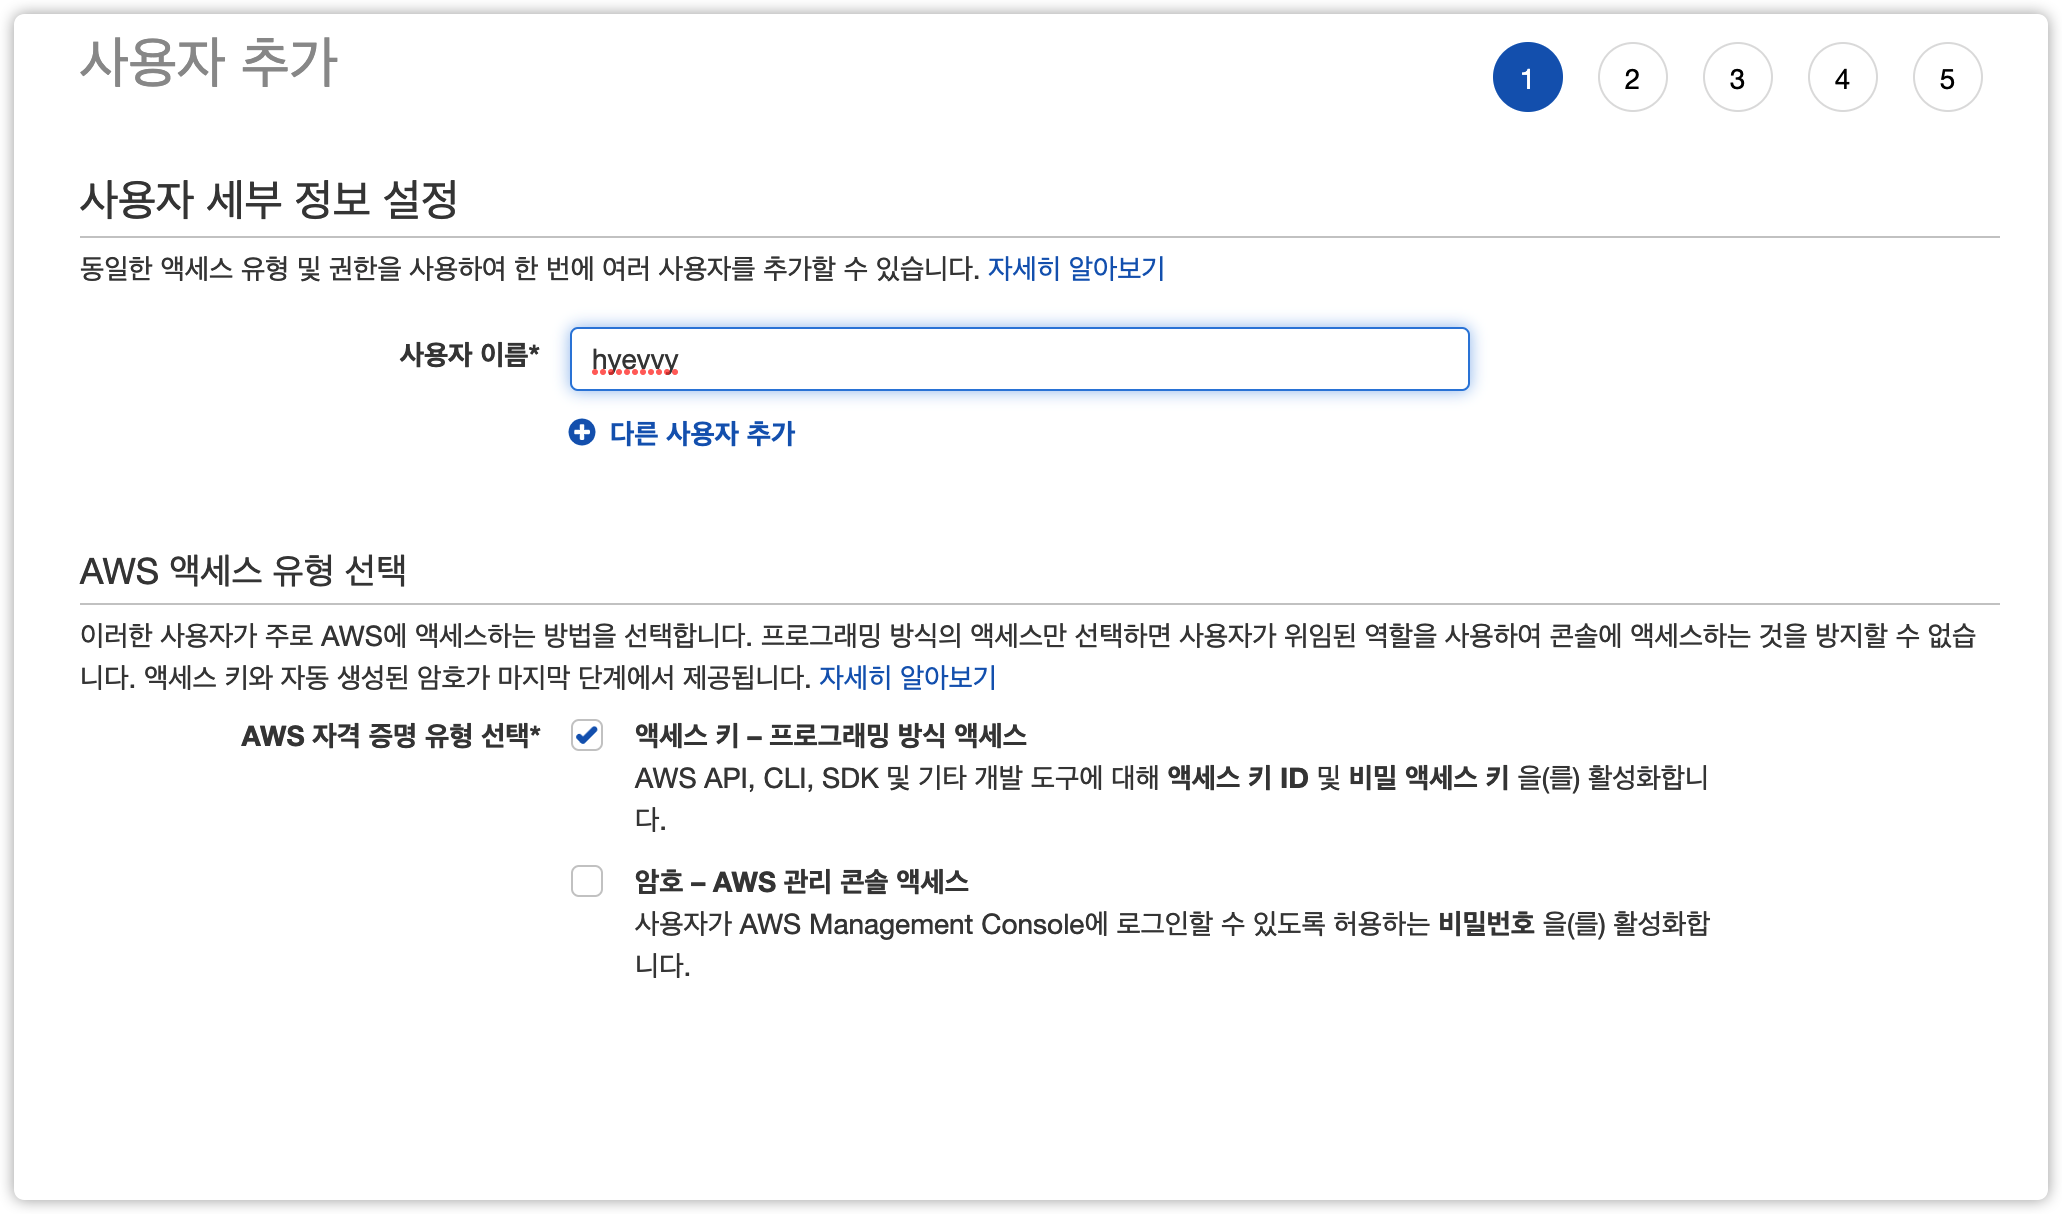 사용자 추가
1 2 3 4 5
사용자 세부 정보 설정
동일한 액세스 유형 및 권한을 사용하여 한 번에 여러 사용자를 추가할 수 있습니다. 자세히 알아보기
사용자 이름* hyevvy
다른 사용자 추가
AWS 액세스 유형 선택
이러한 사용자가 주로 AWS에 액세스하는 방법을 선택합니다. 프로그래밍 방식의 액세스만 선택하면 사용자가 위임된 역할을 사용하여 콘솔에 액세스하는 것을 방지할 수 없습
니다. 액세스 키와 자동 생성된 암호가 마지막 단계에서 제공됩니다. 자세히 알아보기
AWS 자격 증명 유형 선택* 액세스 키 – 프로그래밍 방식 액세스
AWS API, CLI, SDK 및 기타 개발 도구에 대해 액세스 키 ID 및 비밀 액세스 키 을(를) 활성화합니
다.
암호 – AWS 관리 콘솔 액세스
사용자가 AWS Management Console에 로그인할 수 있도록 허용하는 비밀번호 을(를) 활성화합
니다.